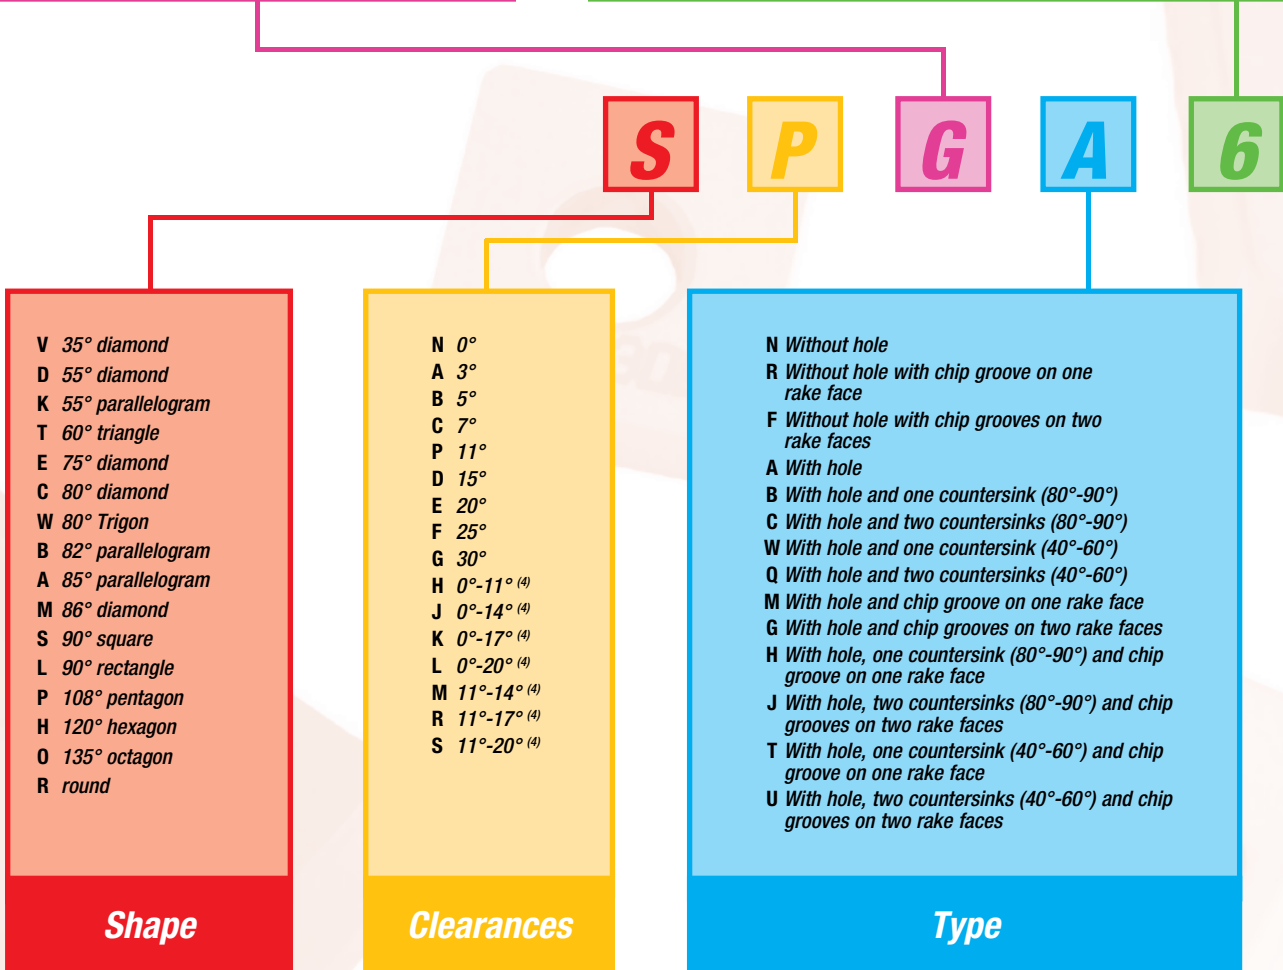 S P G A 6
V 35° diamond
D 55° diamond
K 55° parallelogram
T 60° triangle
E 75° diamond
C 80° diamond
W 80° Trigon
B 82° parallelogram
A 85° parallelogram
M 86° diamond
S 90° square
L 90° rectangle
P 108° pentagon
H 120° hexagon
O 135° octagon
R round
Shape
N 0°
A 3°
B 5°
C 7°
P 11°
D 15°
E 20°
F 25°
G 30°
H 0°-11° (4)
J 0°-14° (4)
K 0°-17° (4)
L 0°-20° (4)
M 11°-14° (4)
R 11°-17° (4)
S 11°-20° (4)
Clearances
N Without hole
R Without hole with chip groove on one
rake face
F Without hole with chip grooves on two
rake faces
A With hole
B With hole and one countersink (80°-90°)
C With hole and two countersinks (80°-90°)
W With hole and one countersink (40°-60°)
Q With hole and two countersinks (40°-60°)
M With hole and chip groove on one rake face
G With hole and chip grooves on two rake faces
H With hole, one countersink (80°-90°) and chip
groove on one rake face
J With hole, two countersinks (80°-90°) and chip
grooves on two rake faces
T With hole, one countersink (40°-60°) and chip
groove on one rake face
U With hole, two countersinks (40°-60°) and chip
grooves on two rake faces
Type